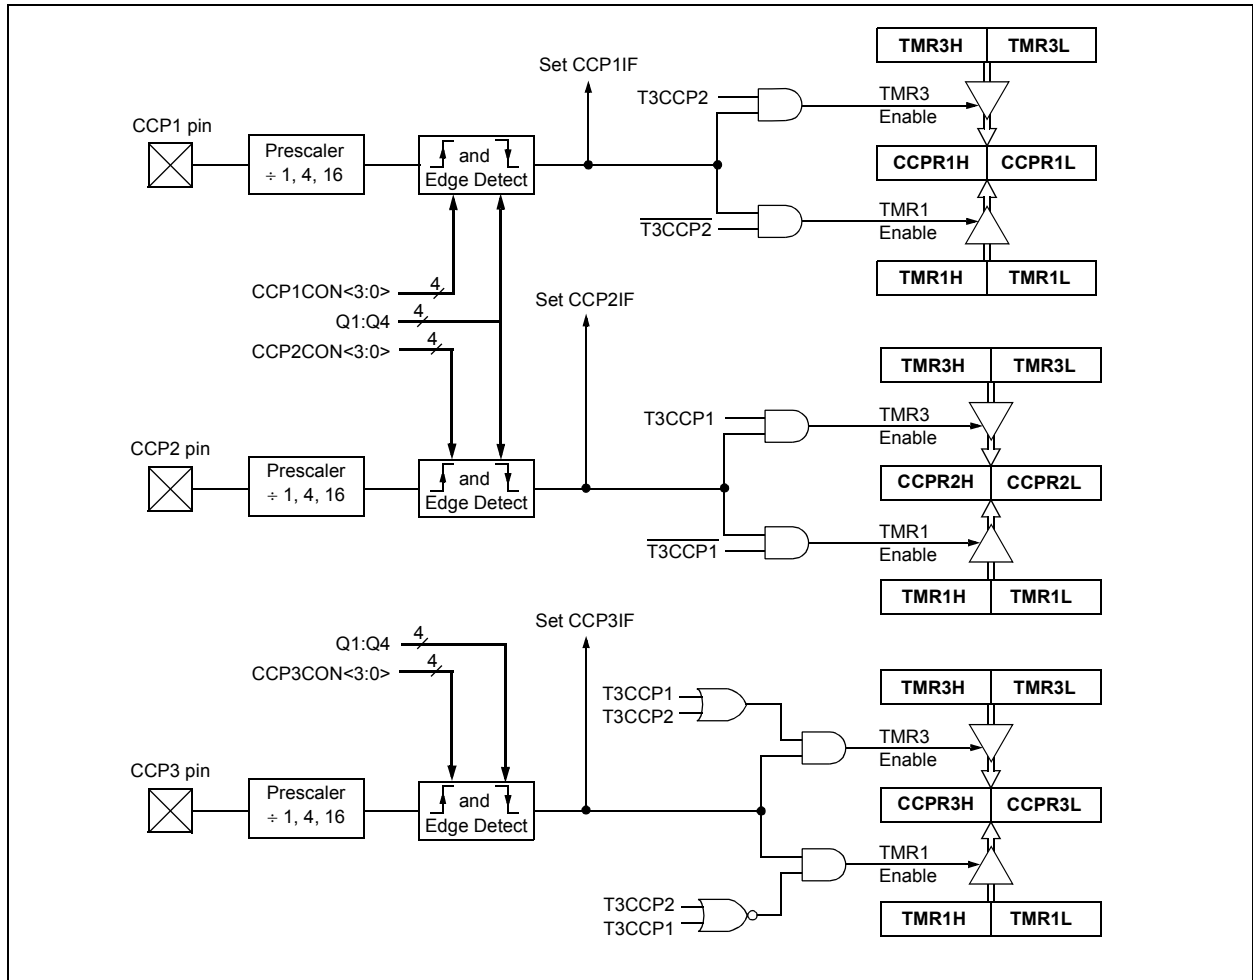 TMR3H TMR3L
Set CCP1IF
T3CCP2
TMR3
Enable
CCP1 pin
Prescaler
÷ 1, 4, 16
and
Edge Detect
CCPR1H CCPR1L
T̅3̅C̅C̅P̅2̅
TMR1
Enable
TMR1H TMR1L
CCP1CON<3:0> 4
Q1:Q4 4
CCP2CON<3:0> 4
Set CCP2IF
TMR3H TMR3L
T3CCP1
TMR3
Enable
CCP2 pin
Prescaler
÷ 1, 4, 16
and
Edge Detect
CCPR2H CCPR2L
T̅3̅C̅C̅P̅1̅
TMR1
Enable
TMR1H TMR1L
Set CCP3IF
Q1:Q4 4
CCP3CON<3:0> 4
TMR3H TMR3L
T3CCP1
T3CCP2
TMR3
Enable
CCP3 pin
Prescaler
÷ 1, 4, 16
and
Edge Detect
CCPR3H CCPR3L
TMR1
Enable
T3CCP2
T3CCP1
TMR1H TMR1L